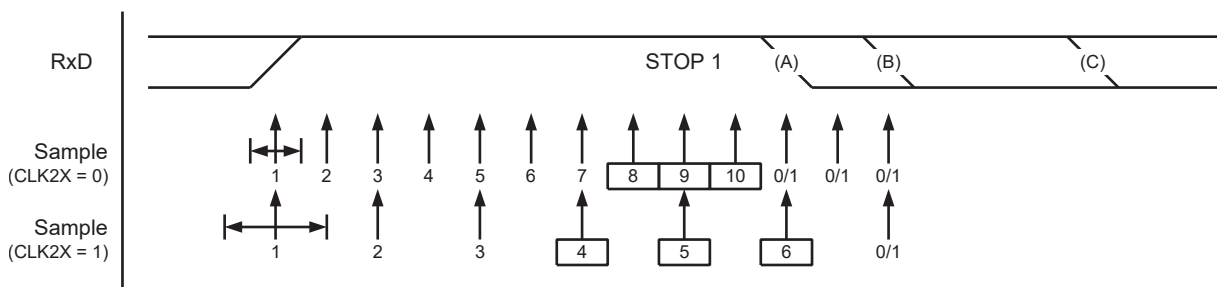 RxD STOP 1 (A) (B) (C)
Sample
(CLK2X = 0) 1 2 3 4 5 6 7 8 9 10 0/1 0/1 0/1
Sample
(CLK2X = 1) 1 2 3 4 5 6 0/1